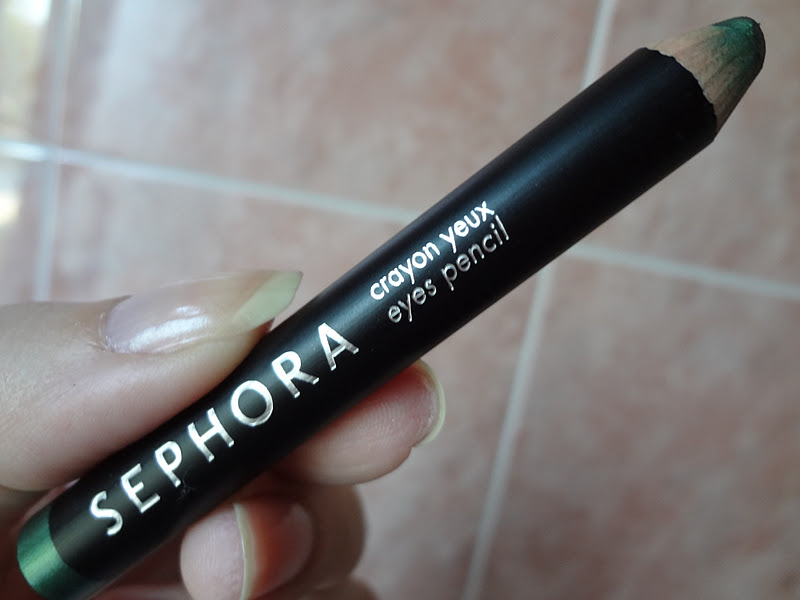 SEPHORA
crayon yeux
eyes pencil